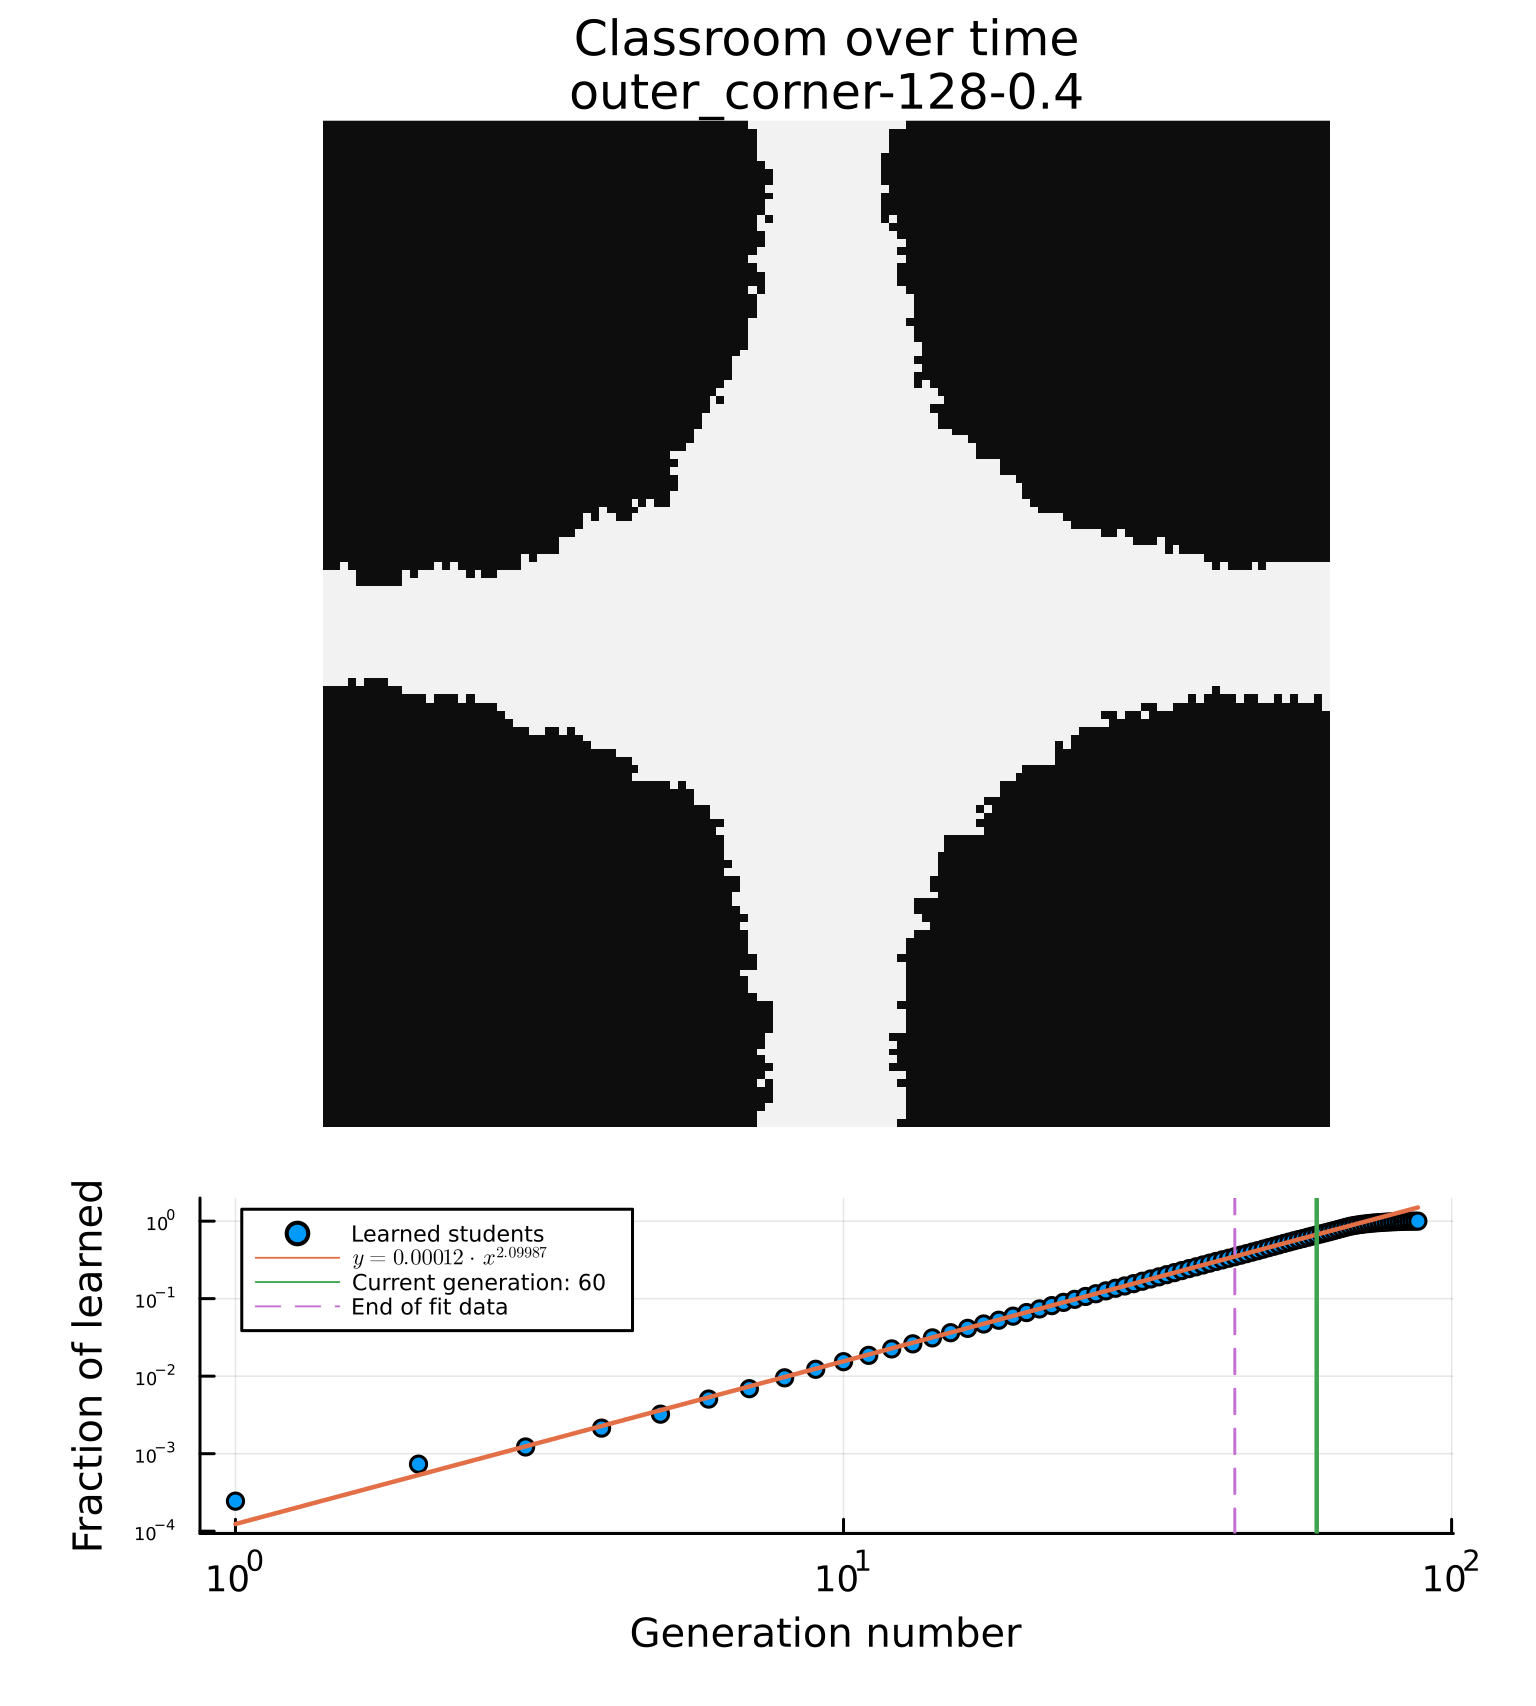 Classroom over time
outer_corner-128-0.4
Fraction of learned
10^0
10^-1
10^-2
10^-3
10^-4
Learned students
y = 0.00012 · x^2.09987
Current generation: 60
End of fit data
10^0
10^1
10^2
Generation number